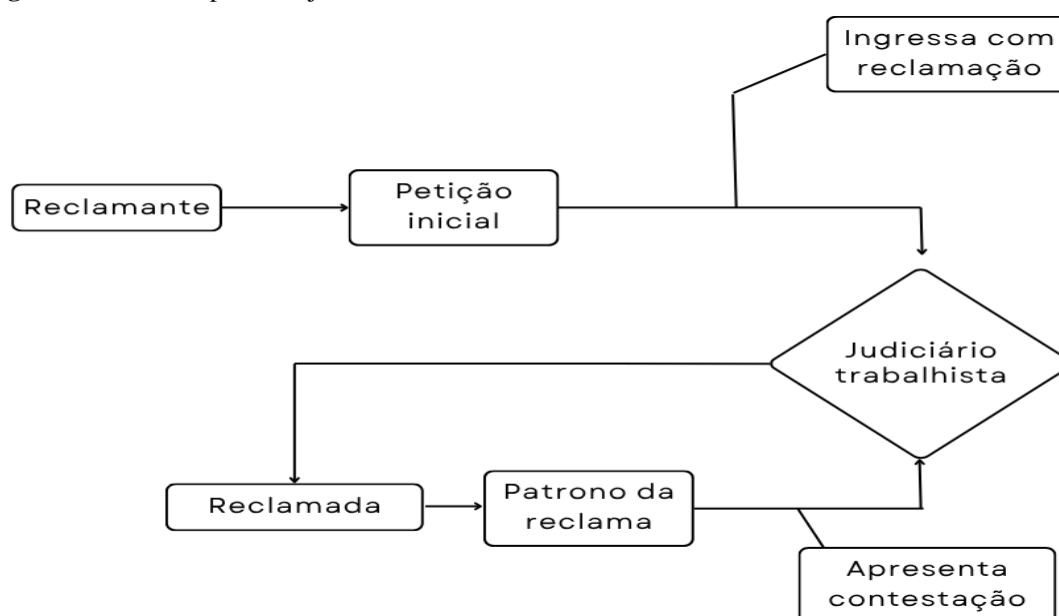 Ingressa com
reclamação
Petição
inicial
Reclamante
Judiciário
trabalhista
Reclamada
Patrono da
reclama
Apresenta
contestação